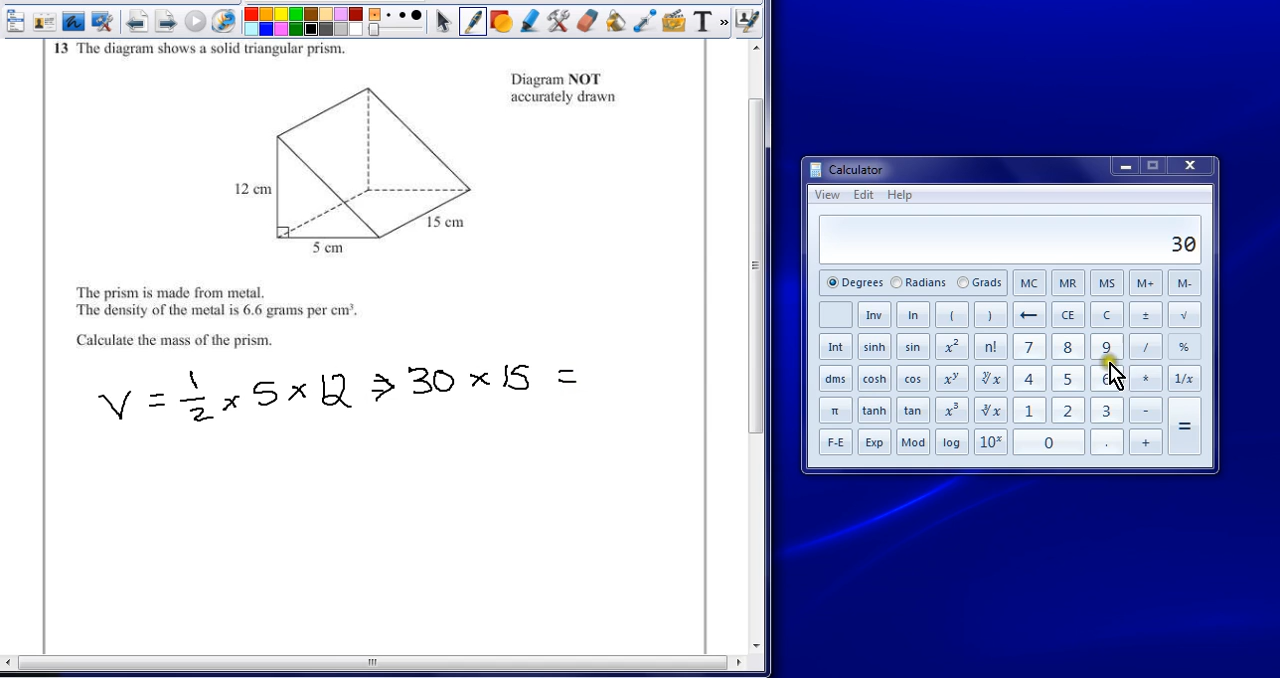 13 The diagram shows a solid triangular prism.
Diagram NOT
accurately drawn
12 cm
15 cm
5 cm
The prism is made from metal.
The density of the metal is 6.6 grams per cm³.
Calculate the mass of the prism.
V = 1/2 × 5 × 12 ⇒ 30 × 15 =
T »
Calculator
View Edit Help
30
Degrees Radians Grads MC MR MS M+ M-
Inv ln ( ) ← CE C ± √
Int sinh sin x² n! 7 8 9 / %
dms cosh cos xʸ ʸ√x 4 5 6 * 1/x
π tanh tan x³ ³√x 1 2 3 - =
F-E Exp Mod log 10ˣ 0 . +